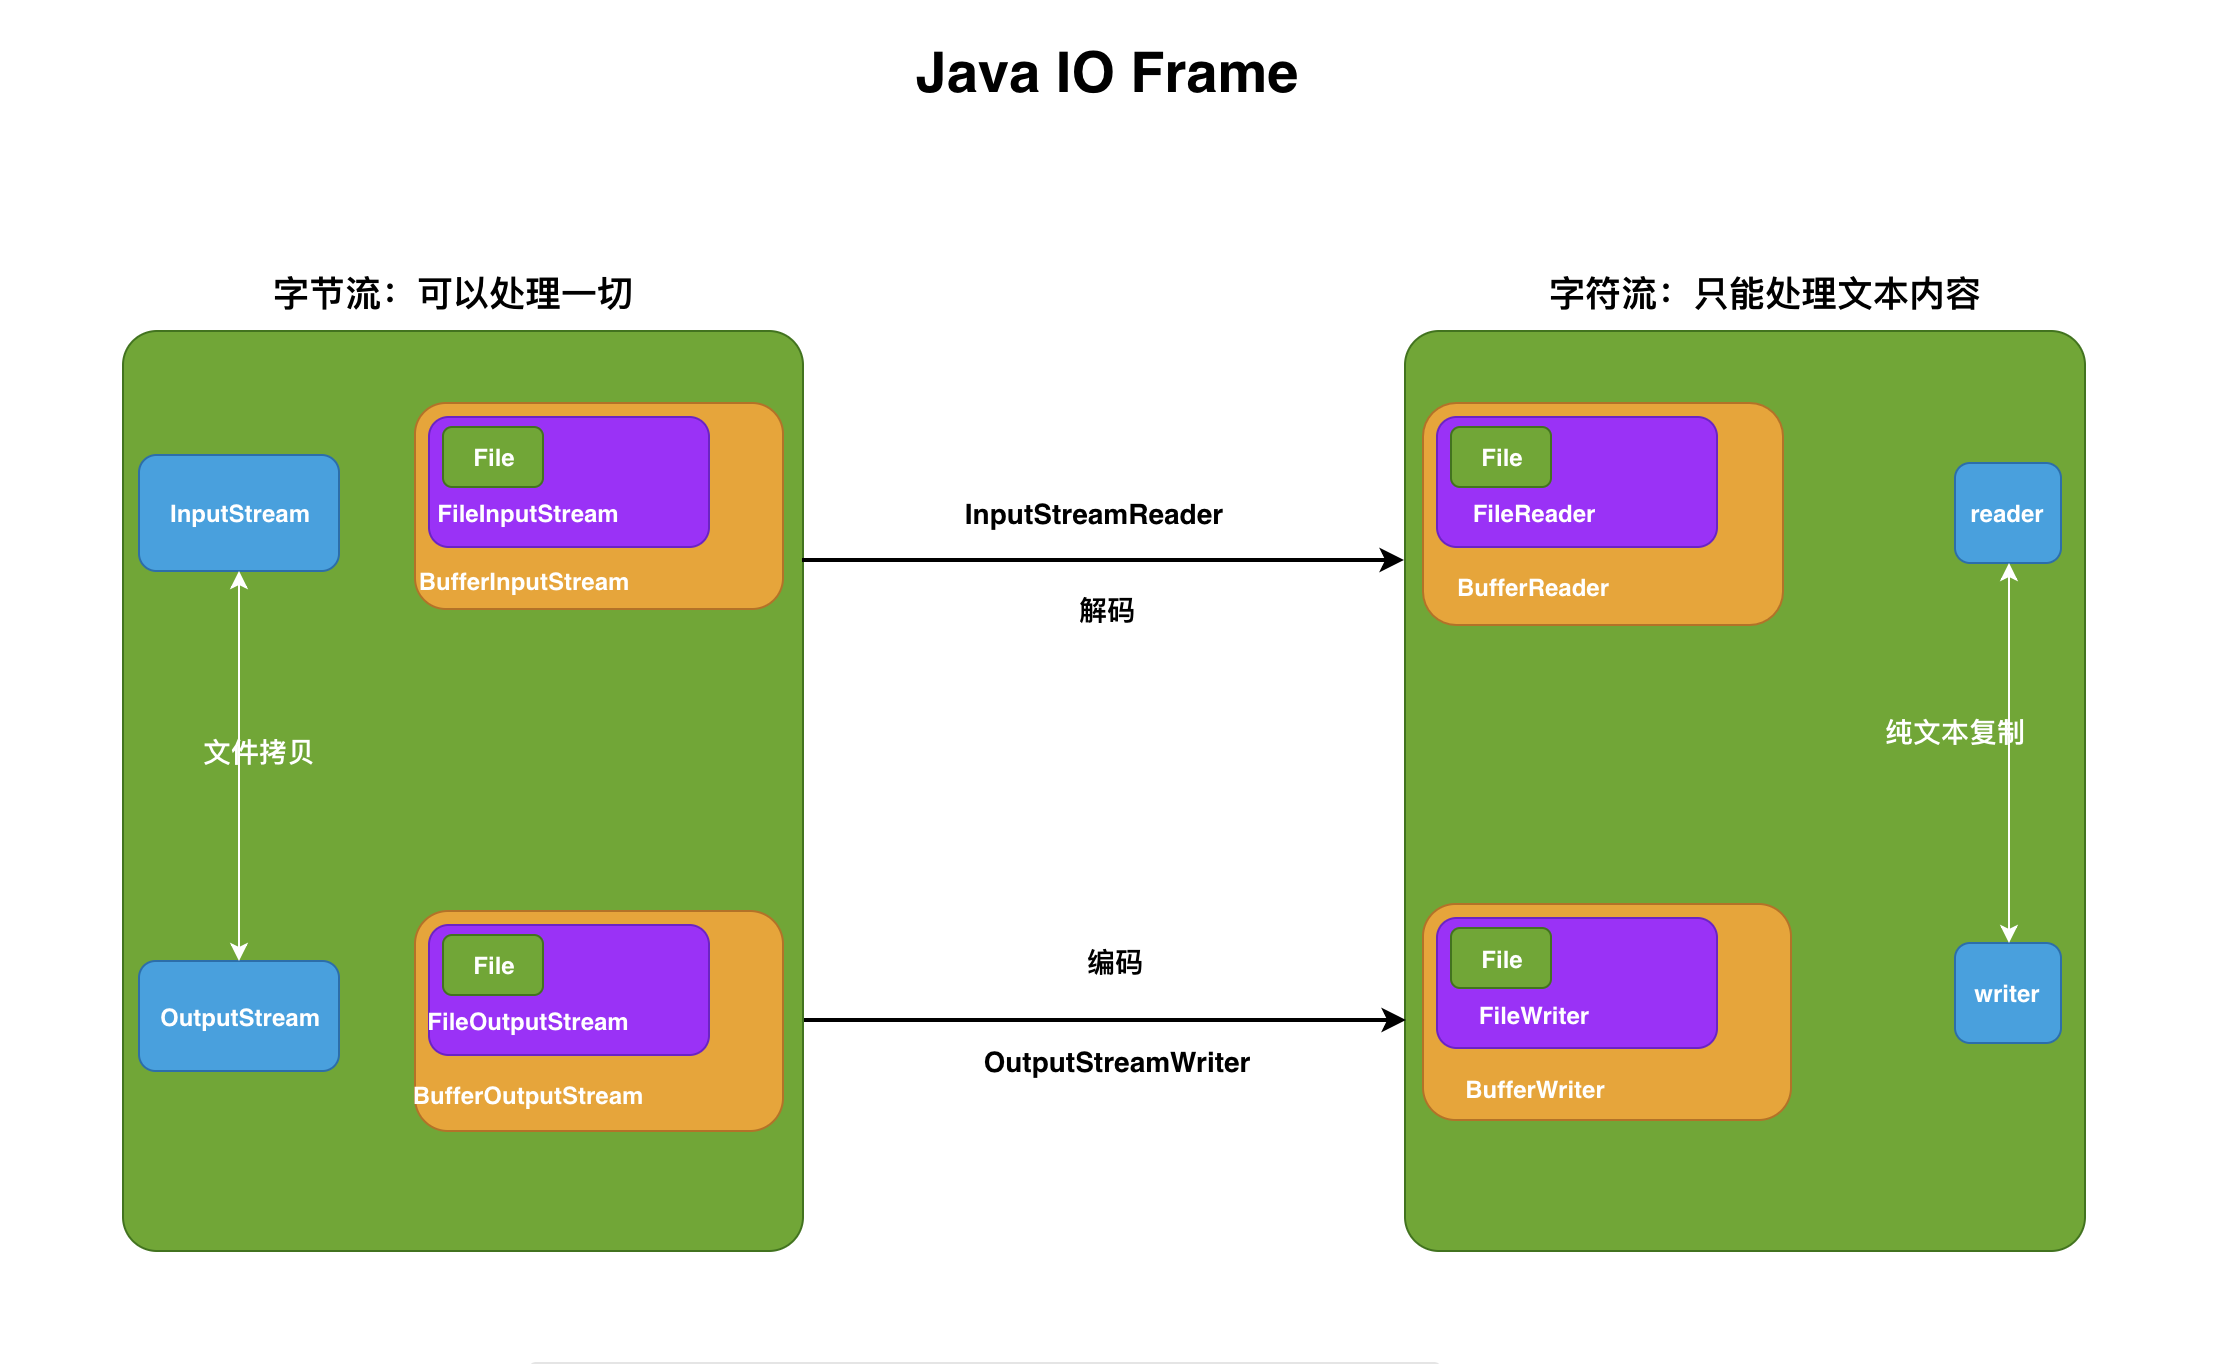 Java IO Frame
字节流：可以处理一切
File
FileInputStream
BufferInputStream
InputStream
文件拷贝
OutputStream
File
FileOutputStream
BufferOutputStream
InputStreamReader
解码
编码
OutputStreamWriter
字符流：只能处理文本内容
File
FileReader
BufferReader
reader
纯文本复制
File
FileWriter
BufferWriter
writer